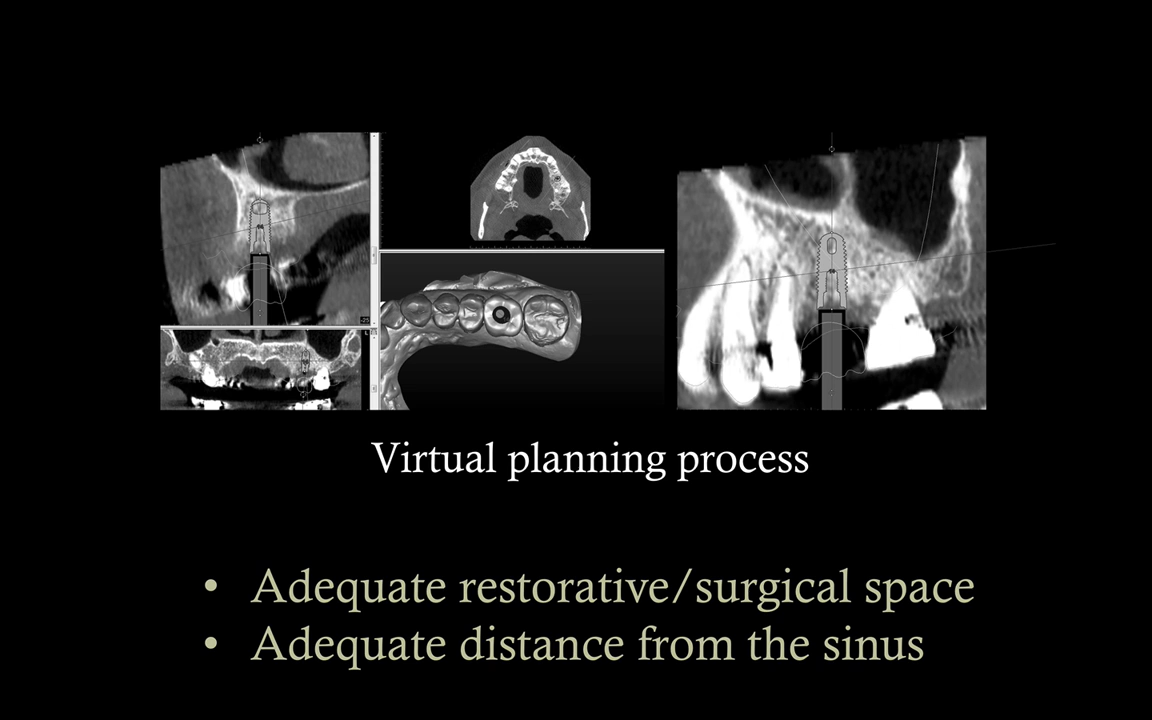 Virtual planning process
• Adequate restorative/surgical space
• Adequate distance from the sinus